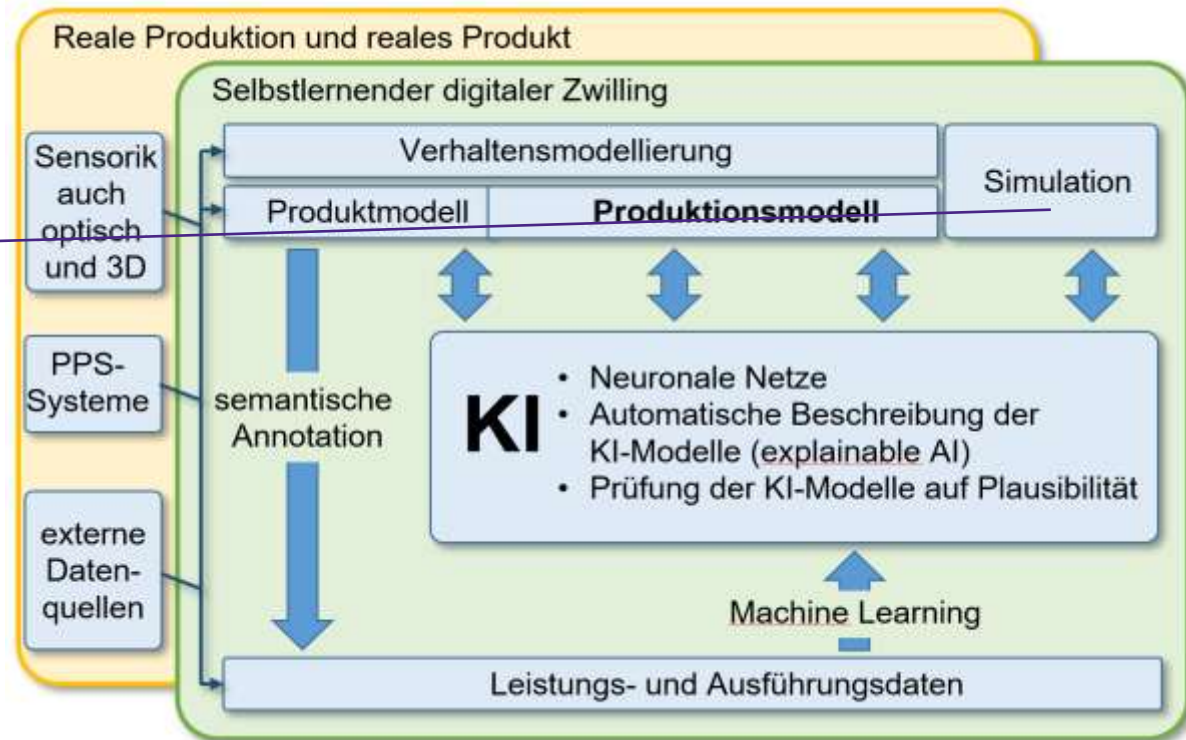 Reale Produktion und reales Produkt
Selbstlernender digitaler Zwilling
Sensorik
auch
optisch
und 3D
PPS-
Systeme
externe
Daten-
quellen
Verhaltensmodellierung
Simulation
Produktmodell
Produktionsmodell
semantische
Annotation
KI
• Neuronale Netze
• Automatische Beschreibung der
KI-Modelle (explainable AI)
• Prüfung der KI-Modelle auf Plausibilität
Machine Learning
Leistungs- und Ausführungsdaten